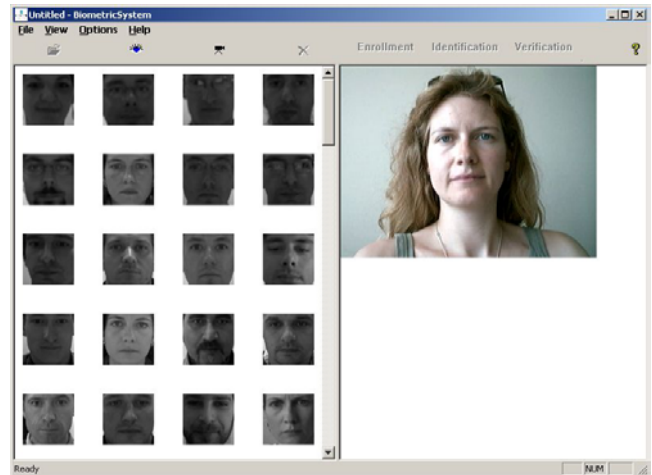 Untitled - BiometricSystem
File View Options Help
Enrollment Identification Verification
Ready NUM